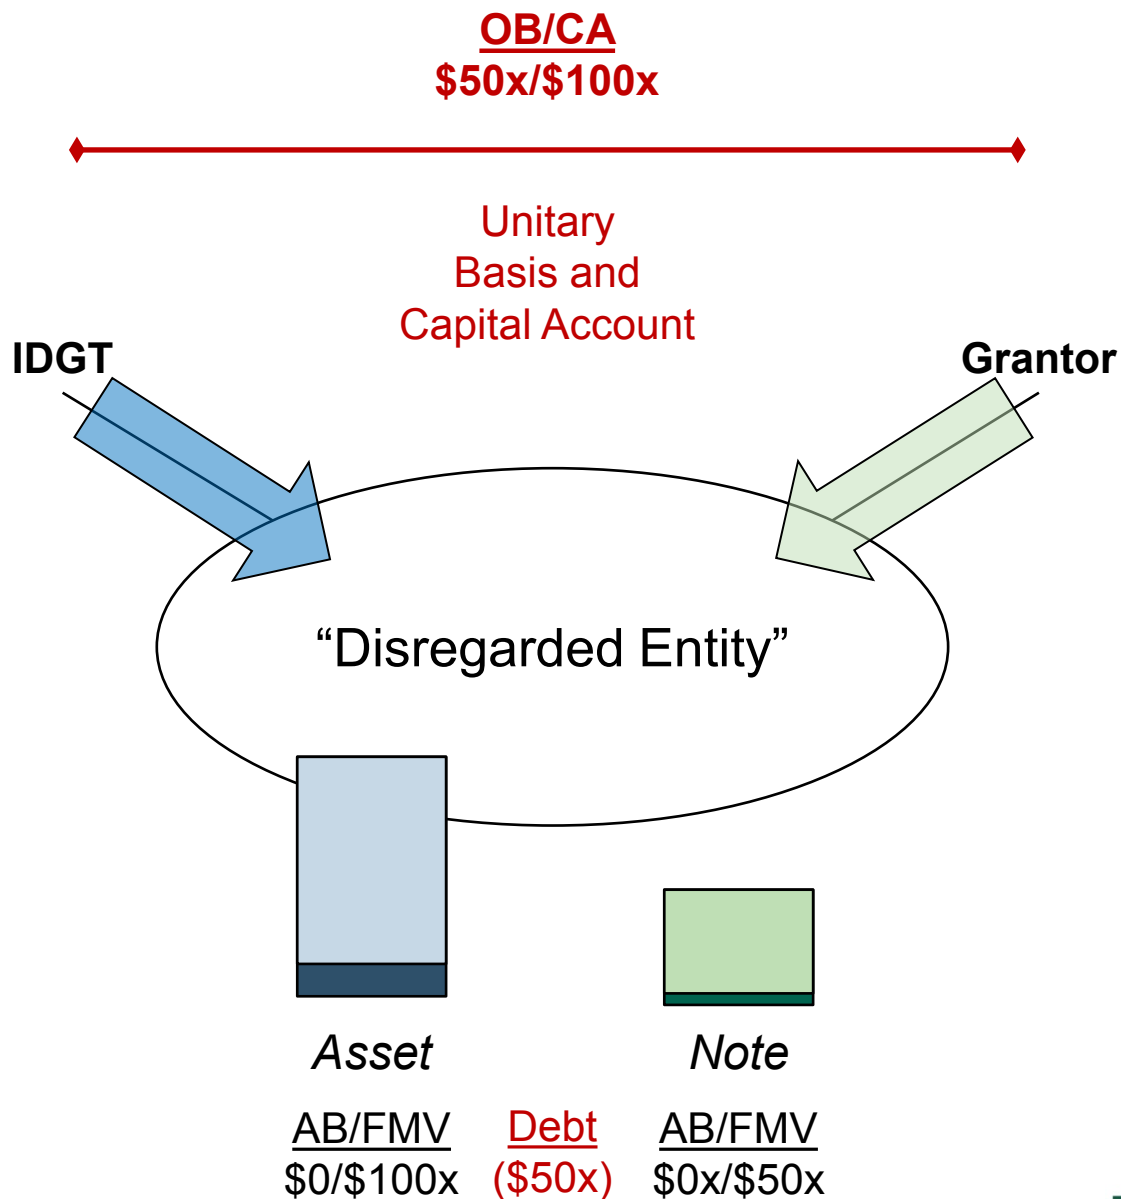 OB/CA
$50x/$100x
Unitary
Basis and
Capital Account
IDGT
Grantor
“Disregarded Entity”
Asset
Note
AB/FMV
Debt
AB/FMV
$0/$100x
($50x)
$0x/$50x